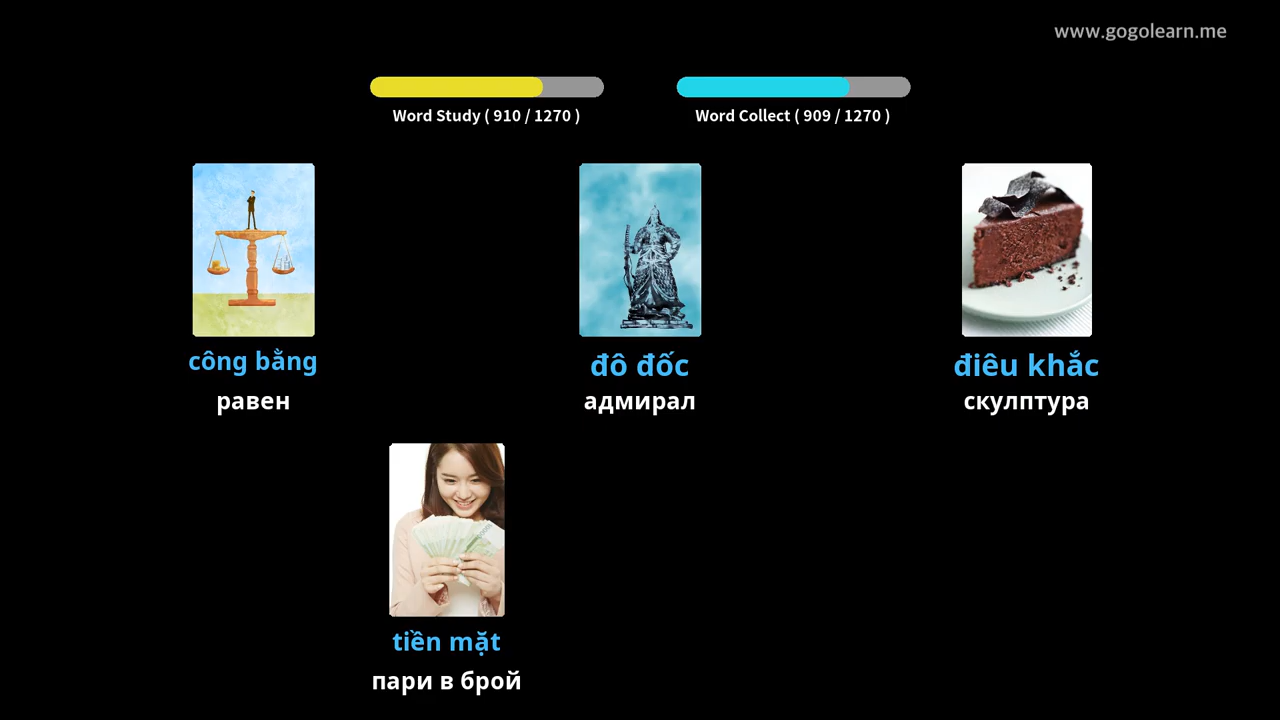 www.gogolearn.me
Word Study ( 910 / 1270 )
Word Collect ( 909 / 1270 )
công bằng
равен
đô đốc
адмирал
điêu khắc
скулптура
tiền mặt
пари в брой